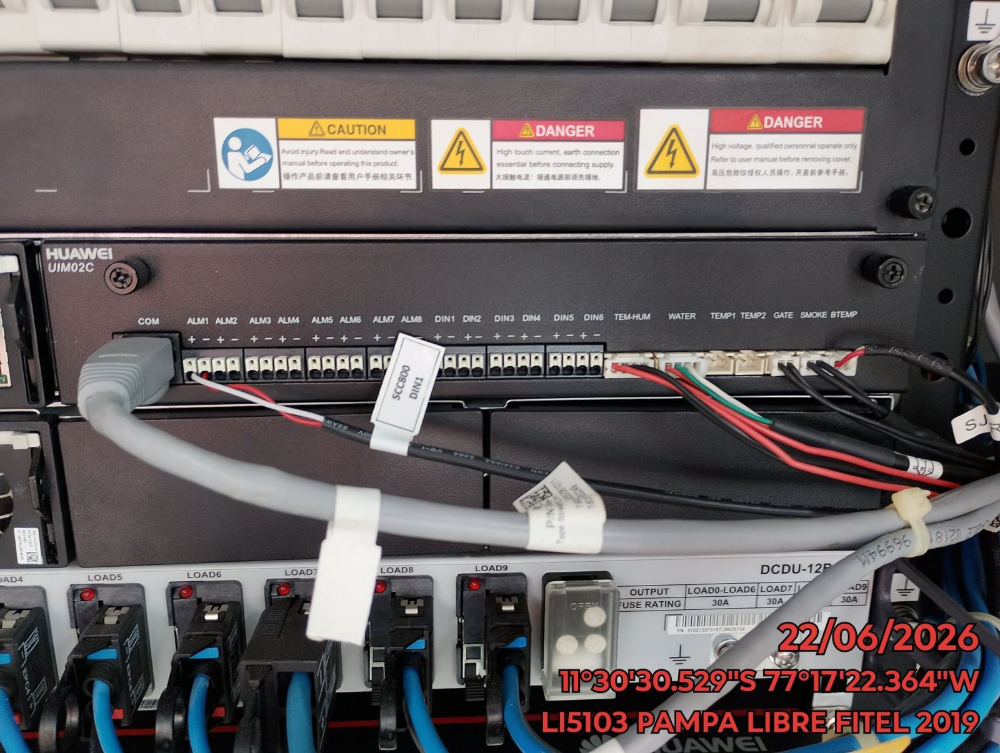 CAUTION
Avoid injury.Read and understand owner's
manual before operating this product.
操作产品前请查看用户手册相关环节.
DANGER
High touch current, earth connection
essential before connecting supply.
大接触电流！接通电源前须先接地.
DANGER
High voltage, qualified personnel operate only.
Refer to user manual before removing cover.
高压危险仅授权人员操作，开盖前参考手册.
HUAWEI
UIM02C
COM ALM1 ALM2 ALM3 ALM4 ALM5 ALM6 ALM7 ALM8 DIN1 DIN2 DIN3 DIN4 DIN5 DIN6 TEM-HUM WATER TEMP1 TEMP2 GATE SMOKE BTEMP
+ − + − + − + − + − + − + − − + − + − + − + − + − + −
SCC800
DIN1
22AWG
VW-1
SJ
P/N
LOAD5 LOAD6 LOAD7 LOAD8 LOAD9
OPEN
DCDU-12
OUTPUT LOAD0-LOAD6 LOAD7
FUSE RATING 30A 30A 30A
22/06/2026
11°30'30.529"S 77°17'22.364"W
LI5103 PAMPA LIBRE FITEL 2019
HUAWEI